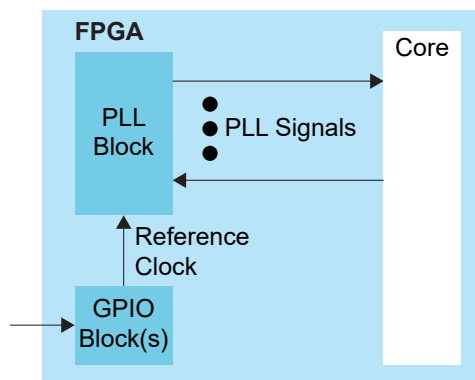 FPGA
Core
PLL
Block
PLL Signals
Reference
Clock
GPIO
Block(s)